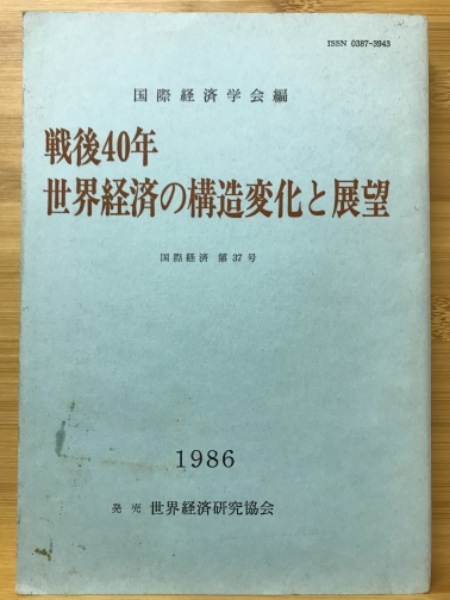 ISSN 0387-3943
国際経済学会編
戦後40年
世界経済の構造変化と展望
国際経済 第37号
1986
発売 世界経済研究協会